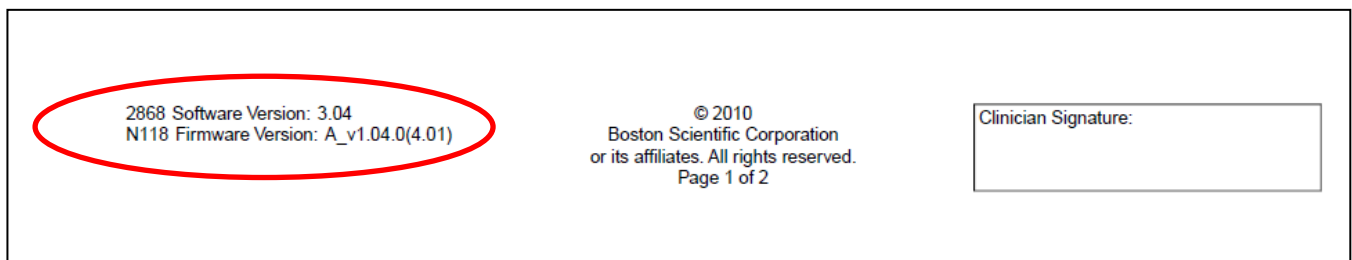 2868 Software Version: 3.04
N118 Firmware Version: A_v1.04.0(4.01)
© 2010
Boston Scientific Corporation
or its affiliates. All rights reserved.
Page 1 of 2
Clinician Signature: